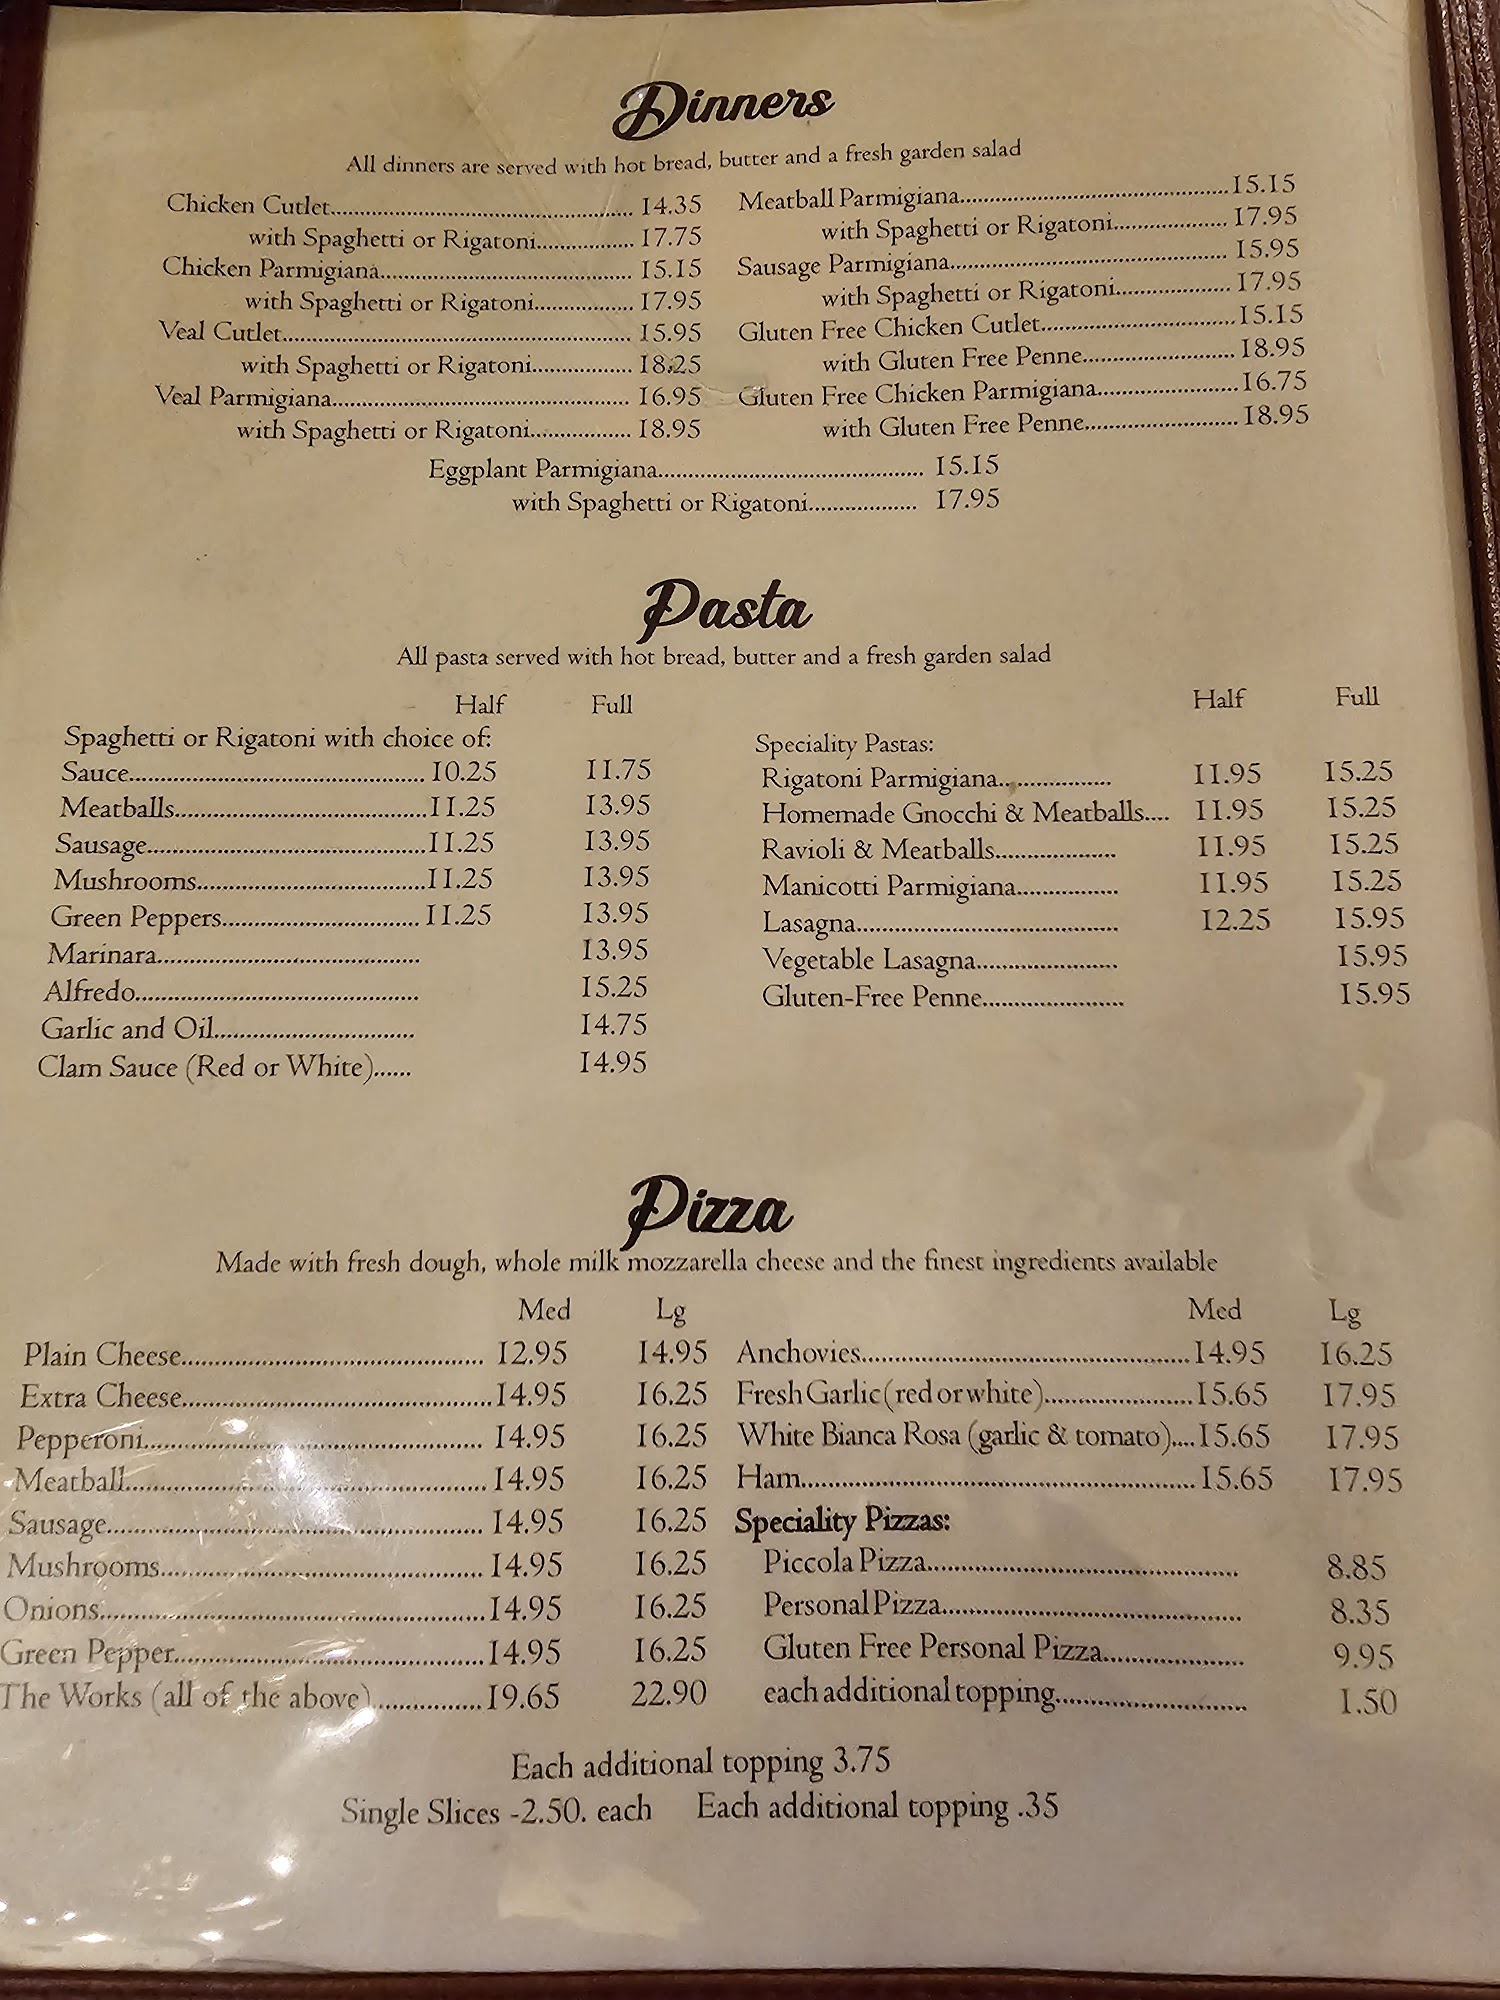 Dinners
All dinners are served with hot bread, butter and a fresh garden salad
Chicken Cutlet 14.35
with Spaghetti or Rigatoni 17.75
Chicken Parmigiana 15.15
with Spaghetti or Rigatoni 17.95
Veal Cutlet 15.95
with Spaghetti or Rigatoni 18.25
Veal Parmigiana 16.95
with Spaghetti or Rigatoni 18.95
Meatball Parmigiana 15.15
with Spaghetti or Rigatoni 17.95
Sausage Parmigiana 15.95
with Spaghetti or Rigatoni 17.95
Gluten Free Chicken Cutlet 15.15
with Gluten Free Penne 18.95
Gluten Free Chicken Parmigiana 16.75
with Gluten Free Penne 18.95
Eggplant Parmigiana 15.15
with Spaghetti or Rigatoni 17.95
Pasta
All pasta served with hot bread, butter and a fresh garden salad
Half Full
Spaghetti or Rigatoni with choice of:
Sauce 10.25 11.75
Meatballs 11.25 13.95
Sausage 11.25 13.95
Mushrooms 11.25 13.95
Green Peppers 11.25 13.95
Marinara 13.95
Alfredo 15.25
Garlic and Oil 14.75
Clam Sauce (Red or White) 14.95
Half Full
Speciality Pastas:
Rigatoni Parmigiana 11.95 15.25
Homemade Gnocchi & Meatballs 11.95 15.25
Ravioli & Meatballs 11.95 15.25
Manicotti Parmigiana 11.95 15.25
Lasagna 12.25 15.95
Vegetable Lasagna 15.95
Gluten-Free Penne 15.95
Pizza
Made with fresh dough, whole milk mozzarella cheese and the finest ingredients available
Med Lg
Plain Cheese 12.95 14.95
Extra Cheese 14.95 16.25
Pepperoni 14.95 16.25
Meatball 14.95 16.25
Sausage 14.95 16.25
Mushrooms 14.95 16.25
Onions 14.95 16.25
Green Pepper 14.95 16.25
The Works (all of the above) 19.65 22.90
Med Lg
Anchovies 14.95 16.25
Fresh Garlic (red or white) 15.65 17.95
White Bianca Rosa (garlic & tomato) 15.65 17.95
Ham 15.65 17.95
Speciality Pizzas:
Piccola Pizza 8.85
Personal Pizza 8.35
Gluten Free Personal Pizza 9.95
each additional topping 1.50
Each additional topping 3.75
Single Slices -2.50. each Each additional topping .35